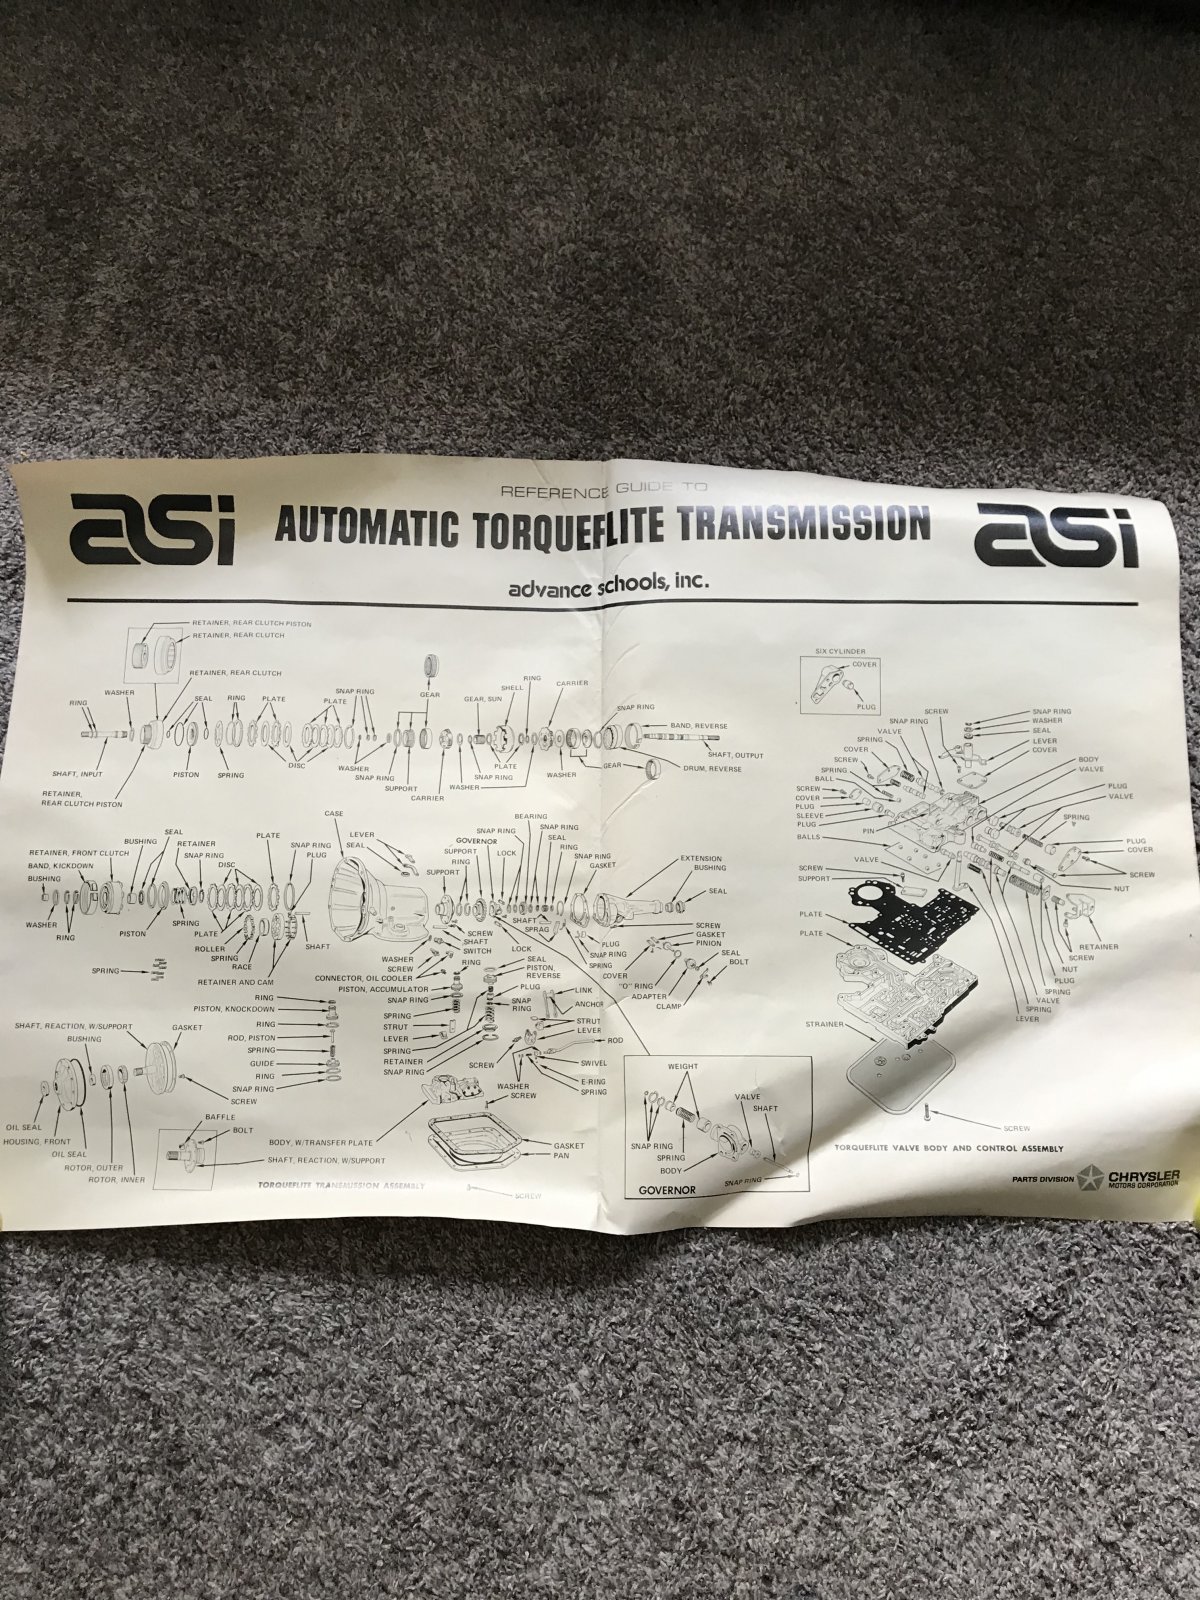 REFERENCE GUIDE TO
asi
AUTOMATIC TORQUEFLITE TRANSMISSION
asi
advance schools, inc.
RETAINER, REAR CLUTCH PISTON
RETAINER, REAR CLUTCH
WASHER
RETAINER, REAR CLUTCH
RING
SEAL
RING
PLATE
SNAP RING
PLATE
GEAR
GEAR, SUN
SHELL
RING
CARRIER
SNAP RING
BAND, REVERSE
SHAFT, OUTPUT
SHAFT, INPUT
PISTON
SPRING
DISC
WASHER
SNAP RING
SUPPORT
CARRIER
WASHER
SNAP RING
PLATE
WASHER
GEAR
DRUM, REVERSE
RETAINER,
REAR CLUTCH PISTON
CASE
LEVER
SEAL
SEAL
BUSHING
RETAINER
SNAP RING
PLATE
DISC
SNAP RING
PLUG
RETAINER, FRONT CLUTCH
BAND, KICKDOWN
BUSHING
WASHER
RING
PISTON
SPRING
PLATE
ROLLER
SPRING
RACE
RETAINER AND CAM
SHAFT
SPRING
BEARING
SNAP RING
GOVERNOR
SUPPORT
RING
SUPPORT
LOCK
SNAP RING
SEAL
RING
SNAP RING
GASKET
EXTENSION
BUSHING
SEAL
SCREW
SHAFT
SWITCH
WASHER
SCREW
CONNECTOR, OIL COOLER
PISTON, ACCUMULATOR
SNAP RING
SPRING
STRUT
LEVER
SPRING
RETAINER
SNAP RING
RING
SHAFT
SPRAG
LOCK
SEAL
PISTON,
REVERSE
PLUG
SNAP
RING
PLUG
SNAP RING
SPRING
COVER
"O" RING
ADAPTER
CLAMP
SCREW
GASKET
PINION
SEAL
BOLT
LINK
ANCHOR
STRUT
LEVER
ROD
SWIVEL
E-RING
SPRING
SCREW
WASHER
SCREW
RING
PISTON, KNOCKDOWN
RING
ROD, PISTON
SPRING
GUIDE
RING
SNAP RING
SHAFT, REACTION, W/SUPPORT
BUSHING
GASKET
SCREW
OIL SEAL
HOUSING, FRONT
OIL SEAL
ROTOR, OUTER
ROTOR, INNER
BAFFLE
BOLT
SHAFT, REACTION, W/SUPPORT
BODY, W/TRANSFER PLATE
GASKET
PAN
SCREW
TORQUEFLITE TRANSMISSION ASSEMBLY
WEIGHT
VALVE
SHAFT
SNAP RING
SPRING
BODY
SNAP RING
GOVERNOR
SIX CYLINDER
COVER
PLUG
SCREW
SNAP RING
VALVE
SPRING
COVER
SCREW
SPRING
BALL
SCREW
COVER
PLUG
SLEEVE
PLUG
BALLS
PIN
VALVE
SCREW
SUPPORT
PLATE
PLATE
STRAINER
SNAP RING
WASHER
SEAL
LEVER
COVER
BODY
VALVE
PLUG
VALVE
SPRING
PLUG
COVER
SCREW
NUT
RETAINER
SCREW
NUT
PLUG
SPRING
VALVE
SPRING
LEVER
SCREW
TORQUEFLITE VALVE BODY AND CONTROL ASSEMBLY
PARTS DIVISION
CHRYSLER
MOTORS CORPORATION